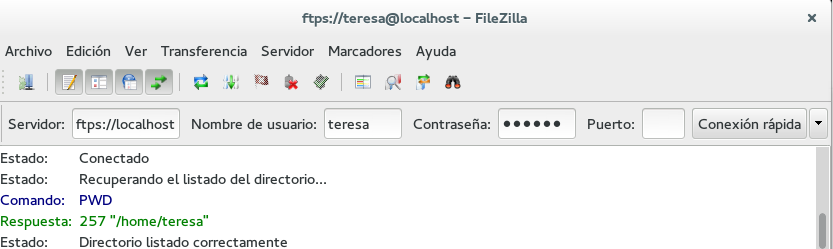 ftps://teresa@localhost – FileZilla
Archivo Edición Ver Transferencia Servidor Marcadores Ayuda
Servidor: ftps://localhost Nombre de usuario: teresa Contraseña: ●●●●●● Puerto: Conexión rápida
Estado: Conectado
Estado: Recuperando el listado del directorio...
Comando: PWD
Respuesta: 257 "/home/teresa"
Estado: Directorio listado correctamente